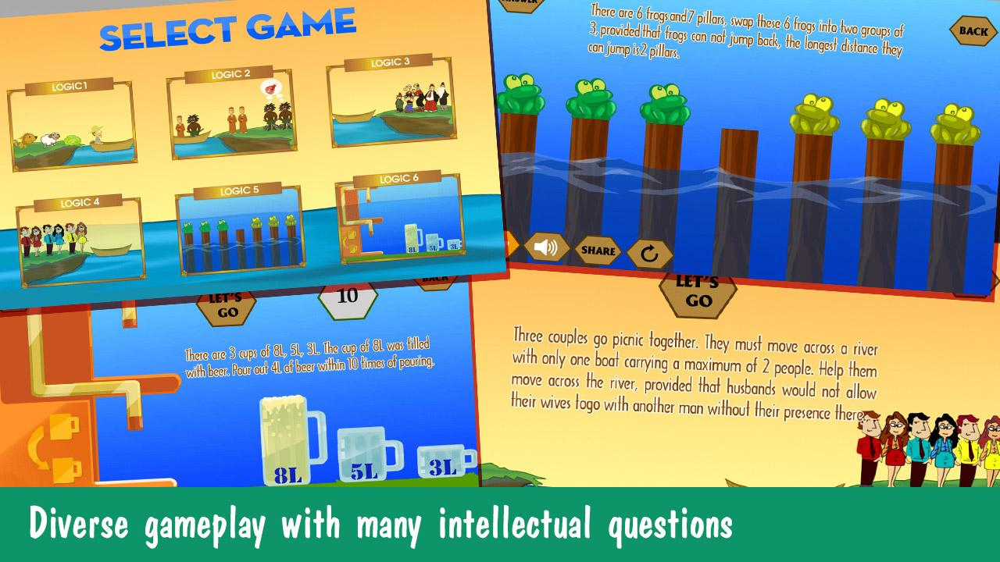 SELECT GAME
LOGIC1
LOGIC 2
LOGIC 3
LOGIC 4
LOGIC 5
LOGIC 6
8L
5L
3L
ANSWER
There are 6 frogs and 7 pillars, swap these 6 frogs into two groups of
3, provided that frogs can not jump back, the longest distance they
can jump is 2 pillars.
BACK
SHARE
LET'S
GO
10
BACK
There are 3 cups of 8L, 5L, 3L. The cup of 8L was filled
with beer. Pour out 4L of beer within 10 times of pouring.
8L
5L
3L
LET'S
GO
Three couples go picnic together. They must move across a river
with only one boat carrying a maximum of 2 people. Help them
move across the river, provided that husbands would not allow
their wives togo with another man without their presence there.
Diverse gameplay with many intellectual questions